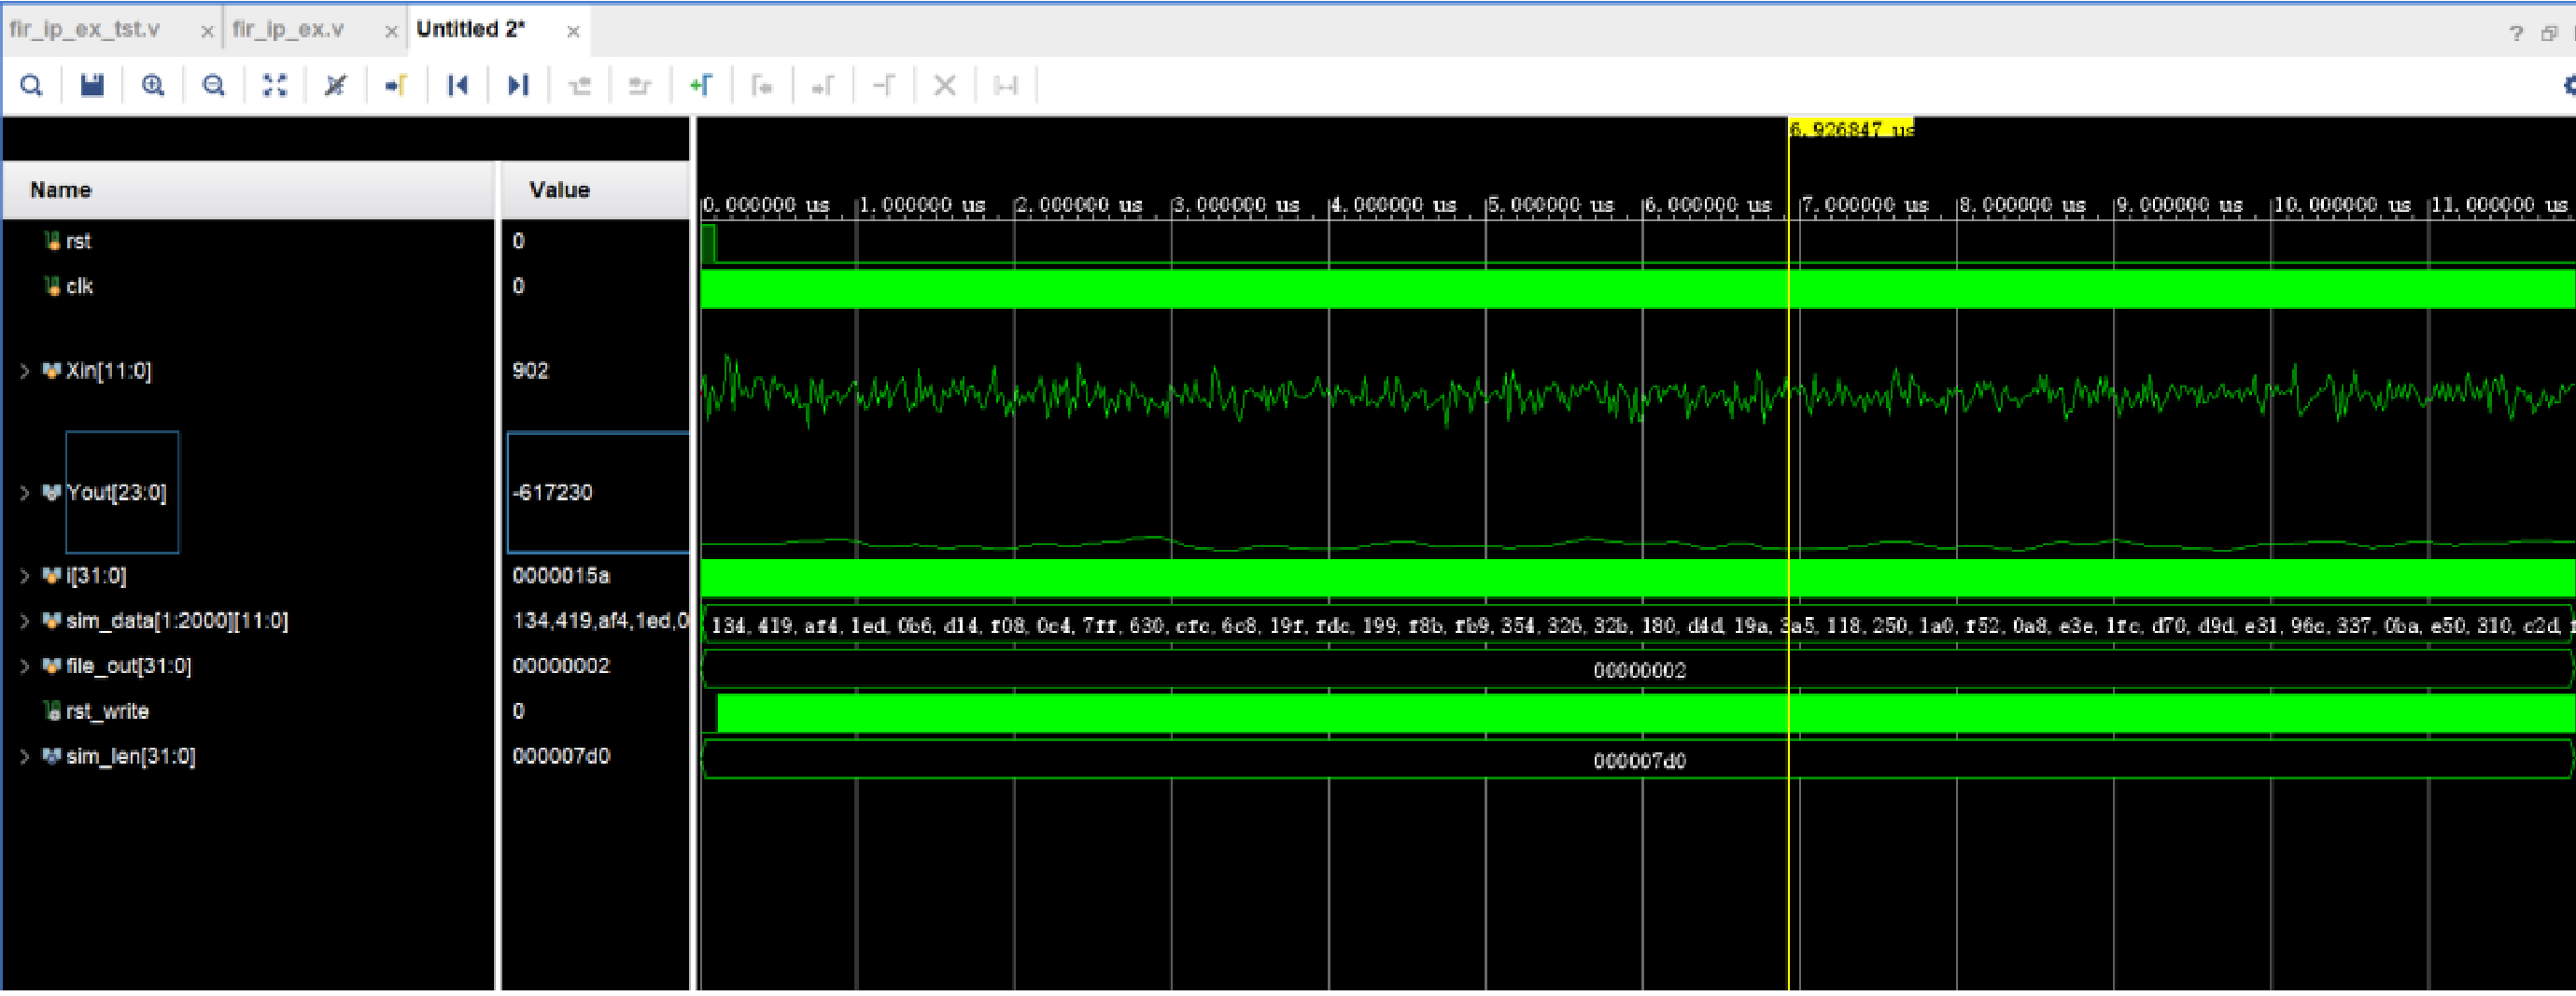 fir_ip_ex_tst.v × fir_ip_ex.v × Untitled 2* ×
?
6.926847 us
Name Value
0.000000 us 1.000000 us 2.000000 us 3.000000 us 4.000000 us 5.000000 us 6.000000 us 7.000000 us 8.000000 us 9.000000 us 10.000000 us 11.000000 us
rst 0
clk 0
Xin[11:0] 902
Yout[23:0] -617230
i[31:0] 0000015a
sim_data[1:2000][11:0] 134,419,af4,1ed,0 134, 419, af4, 1ed, 0b6, d14, f08, 0c4, 7ff, 630, cfc, 6c8, 19f, fdc, 199, f8b, fb9, 354, 326, 32b, 180, d4d, 19a, 3a5, 118, 250, 1a0, f52, 0a8, e3e, 1fc, d70, d9d, e31, 96c, 337, 0ba, e50, 310, c2d,
file_out[31:0] 00000002 00000002
rst_write 0
sim_len[31:0] 000007d0 000007d0